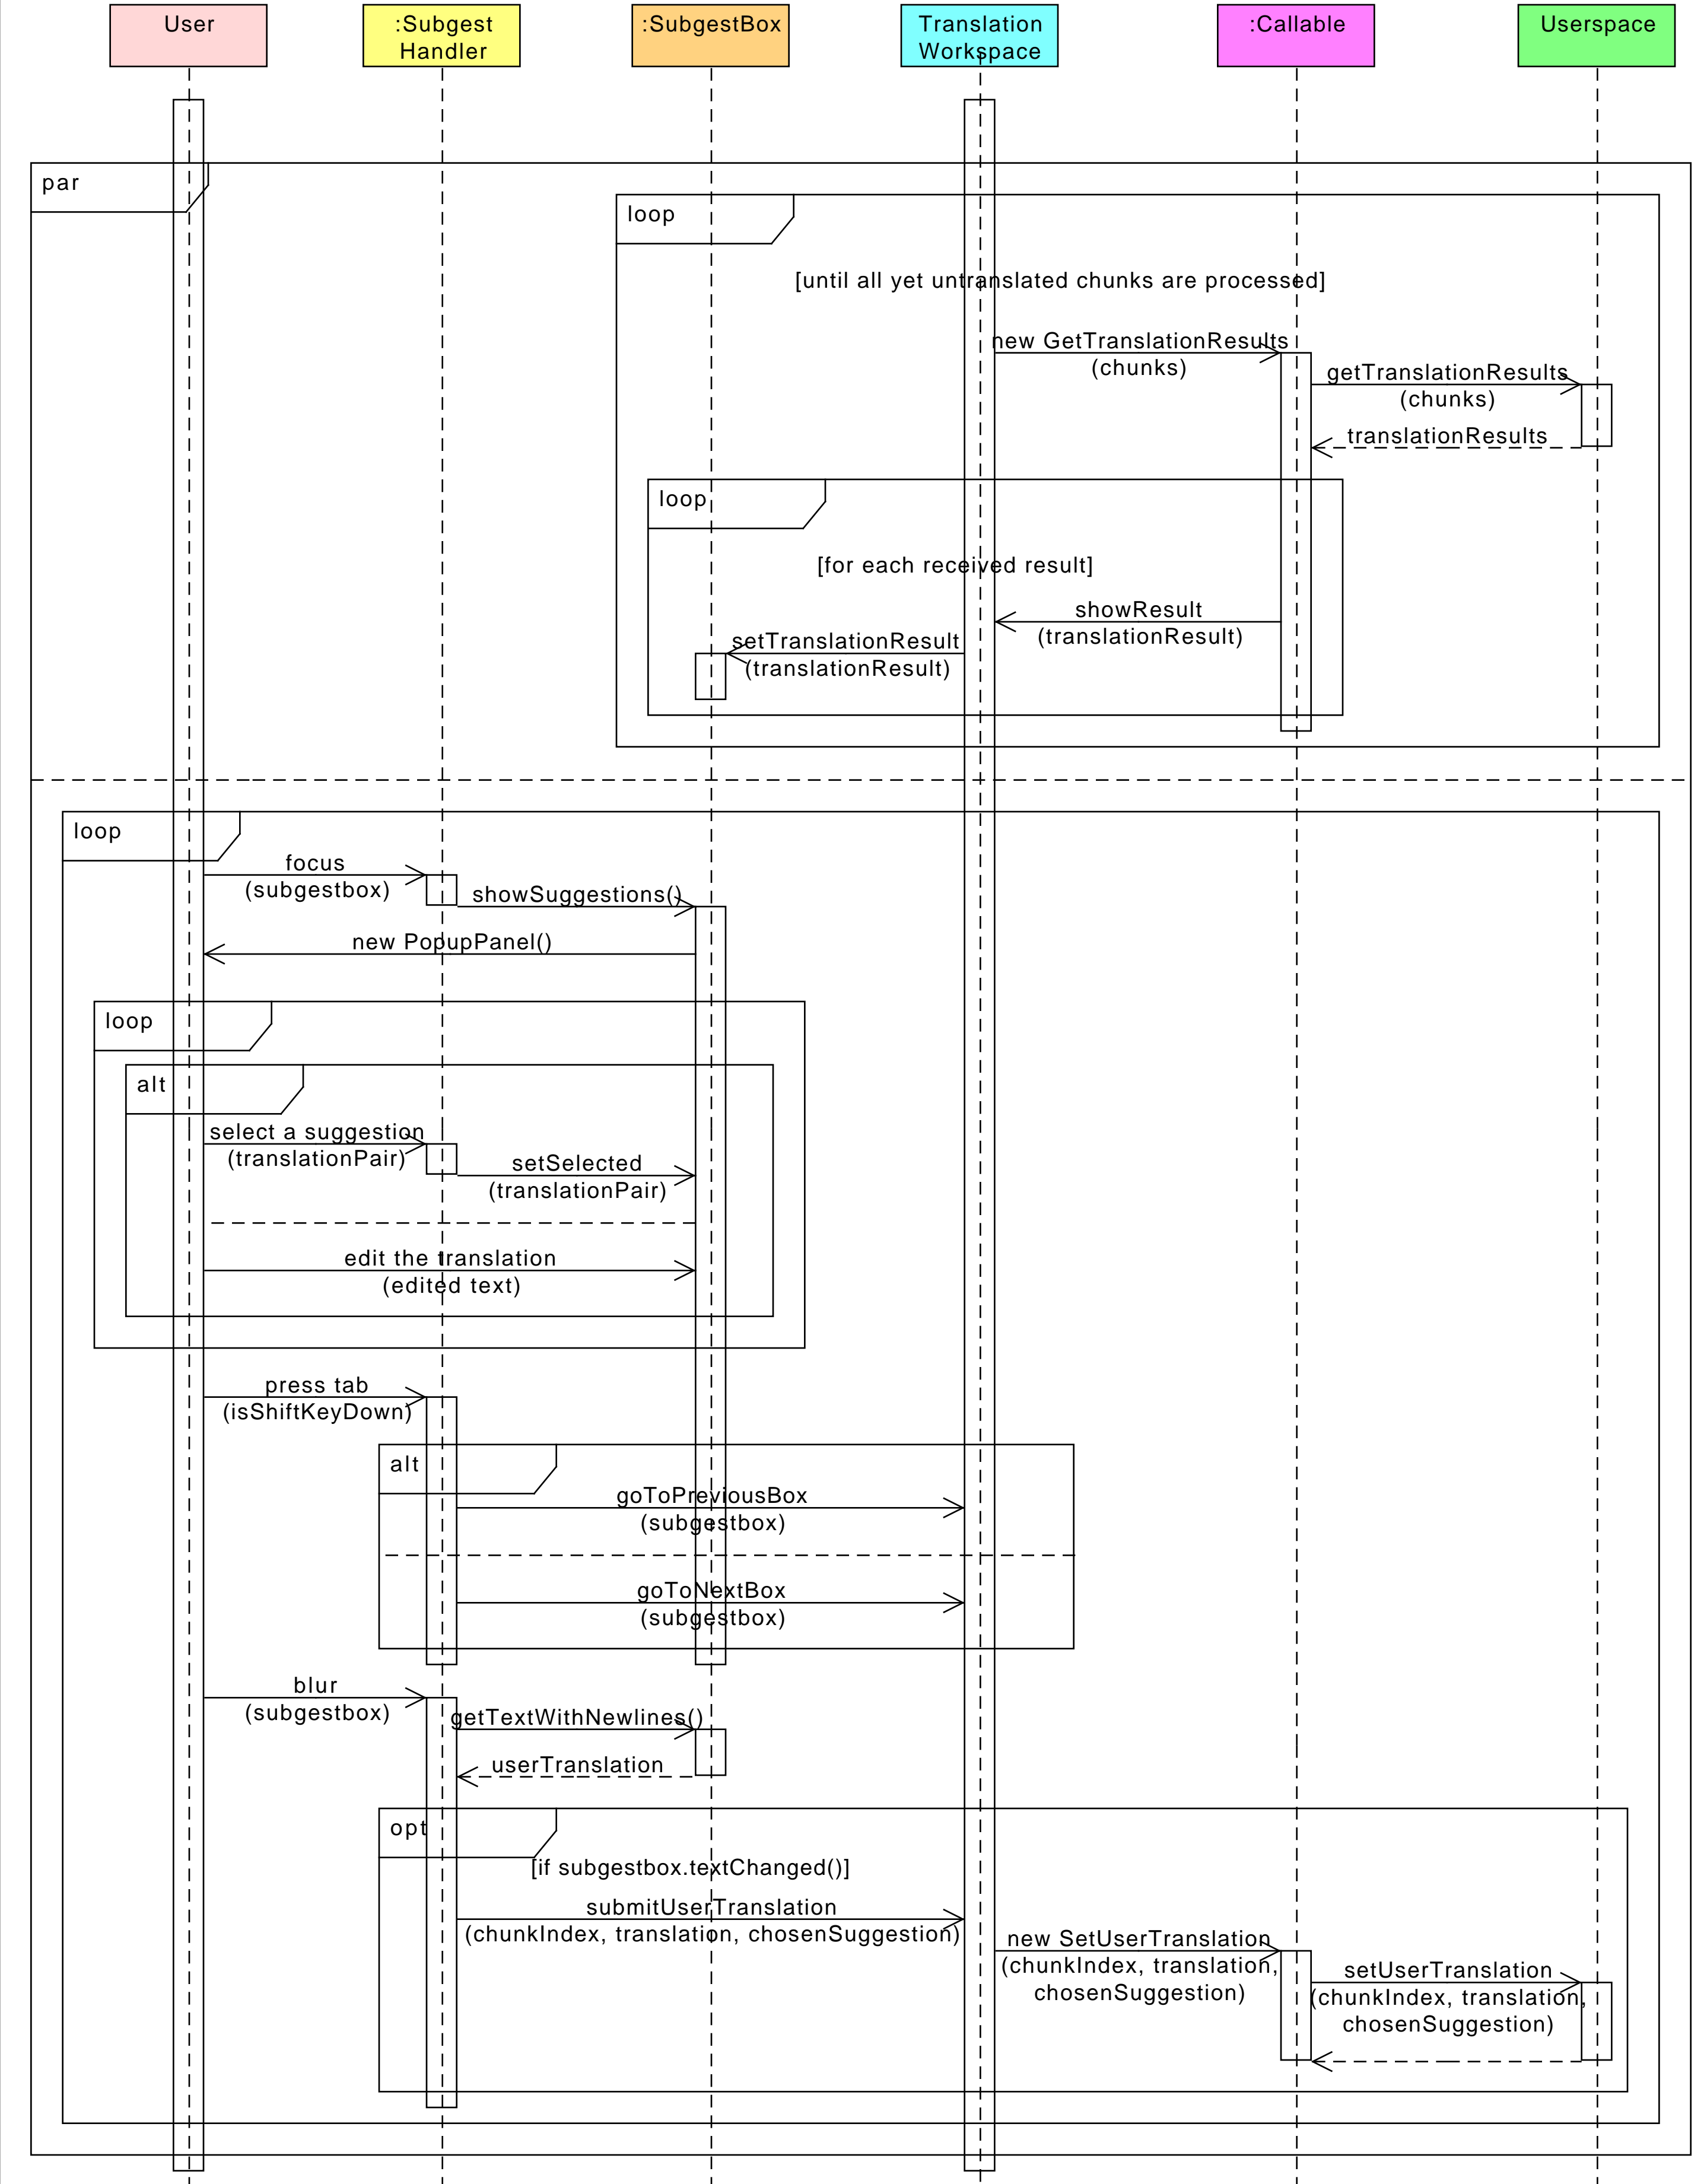 User
:Subgest
Handler
:SubgestBox
Translation
Workspace
:Callable
Userspace
par
loop
[until all yet untranslated chunks are processed]
new GetTranslationResults
(chunks)
getTranslationResults
(chunks)
translationResults
loop
[for each received result]
showResult
(translationResult)
setTranslationResult
(translationResult)
loop
focus
(subgestbox)
showSuggestions()
new PopupPanel()
loop
alt
select a suggestion
(translationPair)
setSelected
(translationPair)
edit the translation
(edited text)
press tab
(isShiftKeyDown)
alt
goToPreviousBox
(subgestbox)
goToNextBox
(subgestbox)
blur
(subgestbox)
getTextWithNewlines()
userTranslation
opt
[if subgestbox.textChanged()]
submitUserTranslation
(chunkIndex, translation, chosenSuggestion)
new SetUserTranslation
(chunkIndex, translation,
chosenSuggestion)
setUserTranslation
(chunkIndex, translation,
chosenSuggestion)